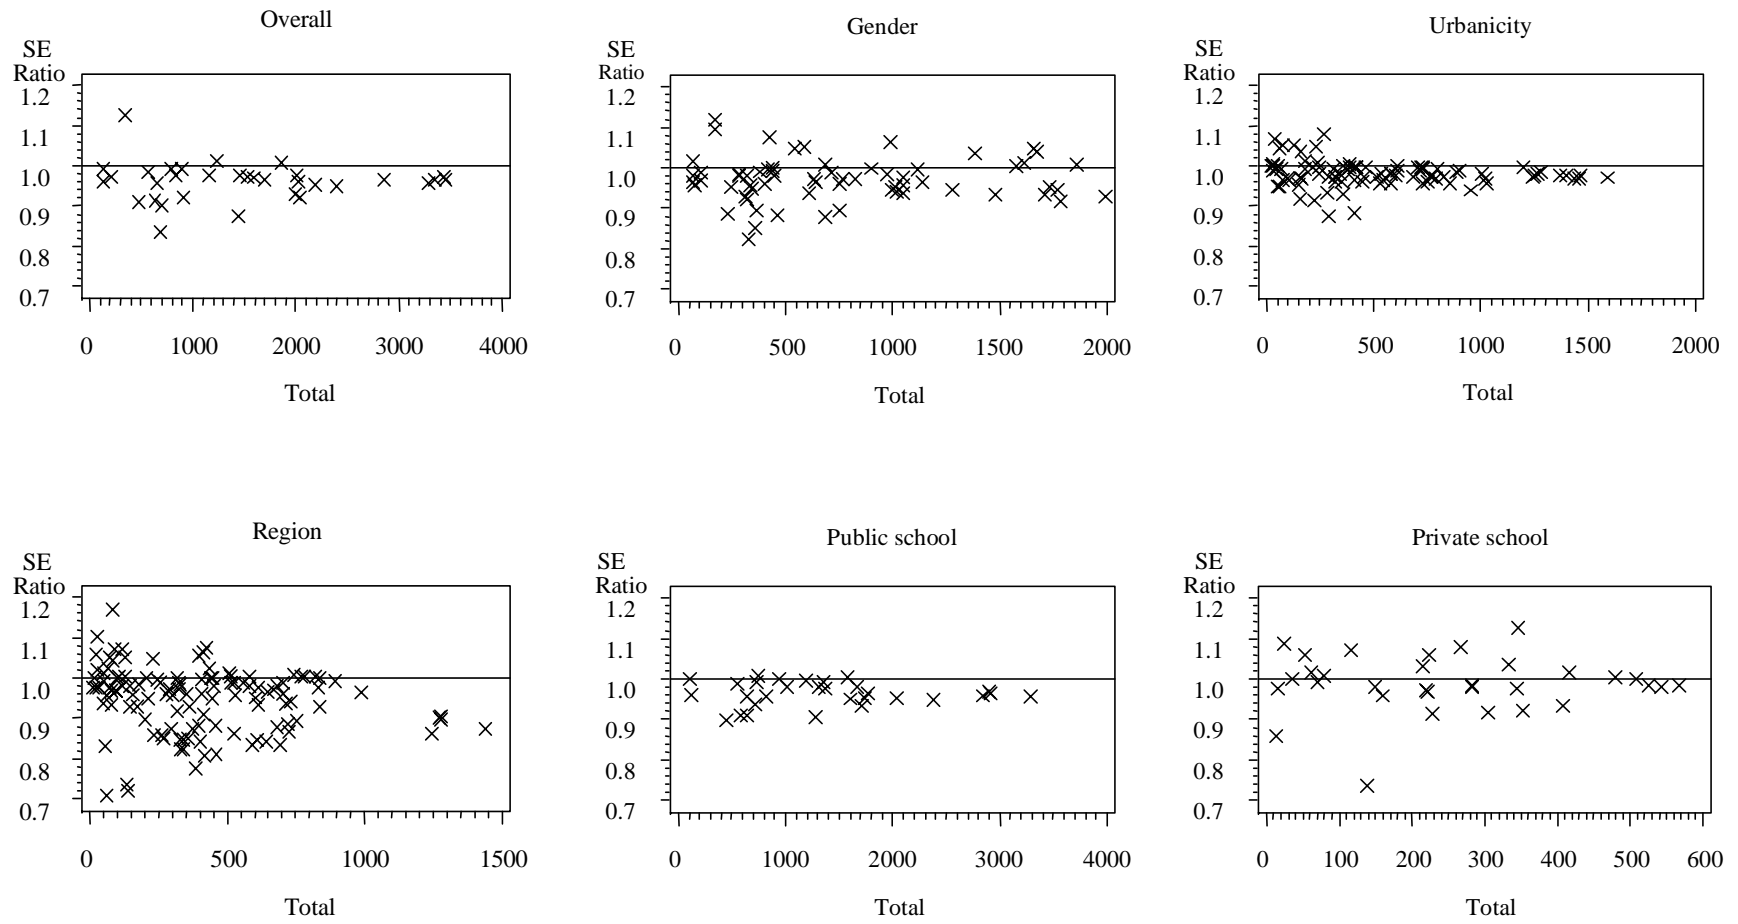 Overall
SE
Ratio
1.2
1.1
1.0
0.9
0.8
0.7
0 1000 2000 3000 4000
Total
Gender
SE
Ratio
1.2
1.1
1.0
0.9
0.8
0.7
0 500 1000 1500 2000
Total
Urbanicity
SE
Ratio
1.2
1.1
1.0
0.9
0.8
0.7
0 500 1000 1500 2000
Total
Region
SE
Ratio
1.2
1.1
1.0
0.9
0.8
0.7
0 500 1000 1500
Total
Public school
SE
Ratio
1.2
1.1
1.0
0.9
0.8
0.7
0 1000 2000 3000 4000
Total
Private school
SE
Ratio
1.2
1.1
1.0
0.9
0.8
0.7
0 100 200 300 400 500 600
Total